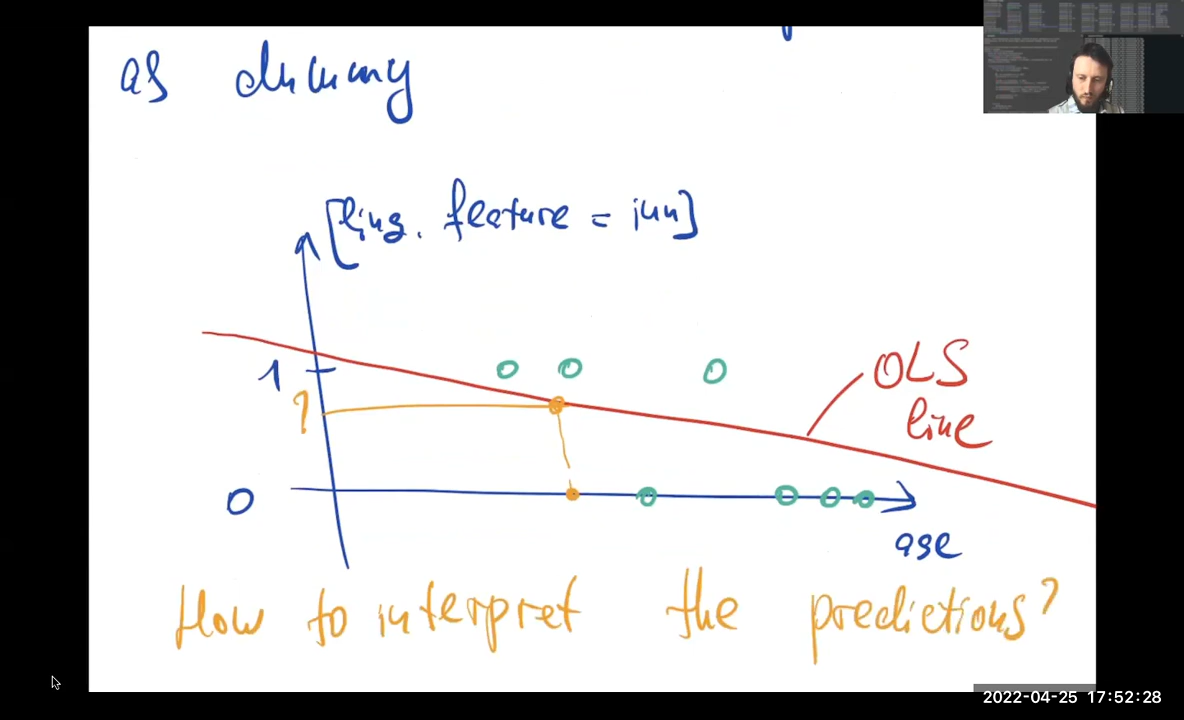 as dummy
[ling. feature = inn]
1
OLS
?
line
0
age
How to interpret the predictions?
2022-04-25 17:52:28